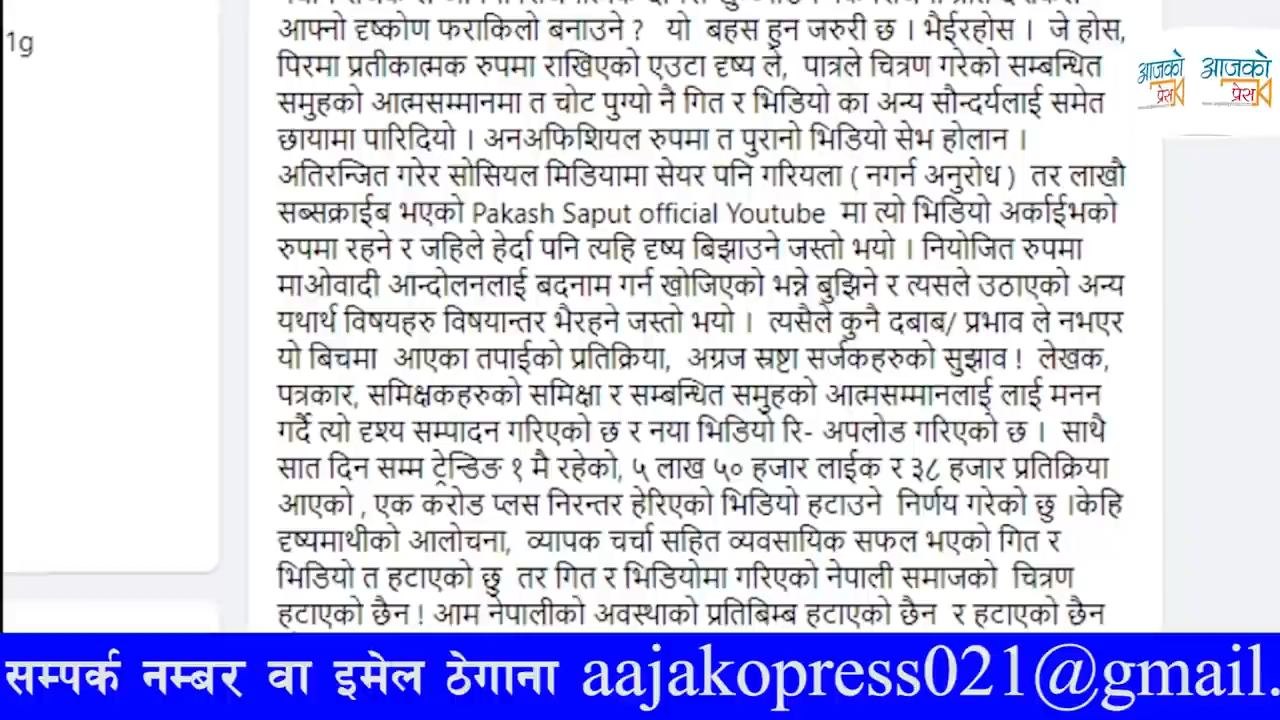 आफ्नो दृष्कोण फराकिलो बनाउने ? यो बहस हुन जरुरी छ । भैईरहोस । जे होस,
1g
पिरमा प्रतीकात्मक रुपमा राखिएको एउटा दृष्य ले, पात्रले चित्रण गरेको सम्बन्धित
समुहको आत्मसम्मानमा त चोट पुग्यो नै गित र भिडियो का अन्य सौन्दर्यलाई समेत
छायामा पारिदियो । अनअफिशियल रुपमा त पुरानो भिडियो सेभ होलान ।
अतिरन्जित गरेर सोसियल मिडियामा सेयर पनि गरियला ( नगर्न अनुरोध ) तर लाखौ
सब्सक्राईब भएको Pakash Saput official Youtube मा त्यो भिडियो अर्काईभको
रुपमा रहने र जहिले हेर्दा पनि त्यहि दृष्य बिझाउने जस्तो भयो । नियोजित रुपमा
माओवादी आन्दोलनलाई बदनाम गर्न खोजिएको भन्ने बुझिने र त्यसले उठाएको अन्य
यथार्थ विषयहरु विषयान्तर भैरहने जस्तो भयो । त्यसैले कुनै दबाब/ प्रभाव ले नभएर
यो बिचमा आएका तपाईको प्रतिक्रिया, अग्रज स्रष्टा सर्जकहरुको सुझाव ! लेखक,
पत्रकार, समिक्षकहरुको समिक्षा र सम्बन्धित समुहको आत्मसम्मानलाई लाई मनन
गर्दै त्यो दृश्य सम्पादन गरिएको छ र नया भिडियो रि- अपलोड गरिएको छ । साथै
सात दिन सम्म ट्रेन्डिङ १ मै रहेको, ५ लाख ५० हजार लाईक र ३८ हजार प्रतिक्रिया
आएको , एक करोड प्लस निरन्तर हेरिएको भिडियो हटाउने निर्णय गरेको छु ।केहि
दृष्यमाथीको आलोचना, व्यापक चर्चा सहित व्यवसायिक सफल भएको गित र
भिडियो त हटाएको छु तर गित र भिडियोमा गरिएको नेपाली समाजको चित्रण
हटाएको छैन ! आम नेपालीको अवस्थाको प्रतिबिम्ब हटाएको छैन र हटाएको छैन
आजको प्रेस
आजको प्रेस
सम्पर्क नम्बर वा इमेल ठेगाना aajakopress021@gmail.